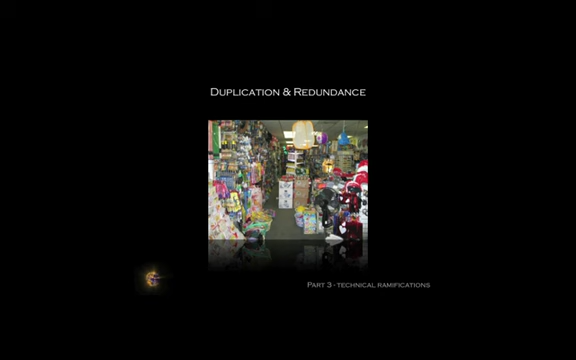 Duplication & Redundance
Part 3 - technical ramifications